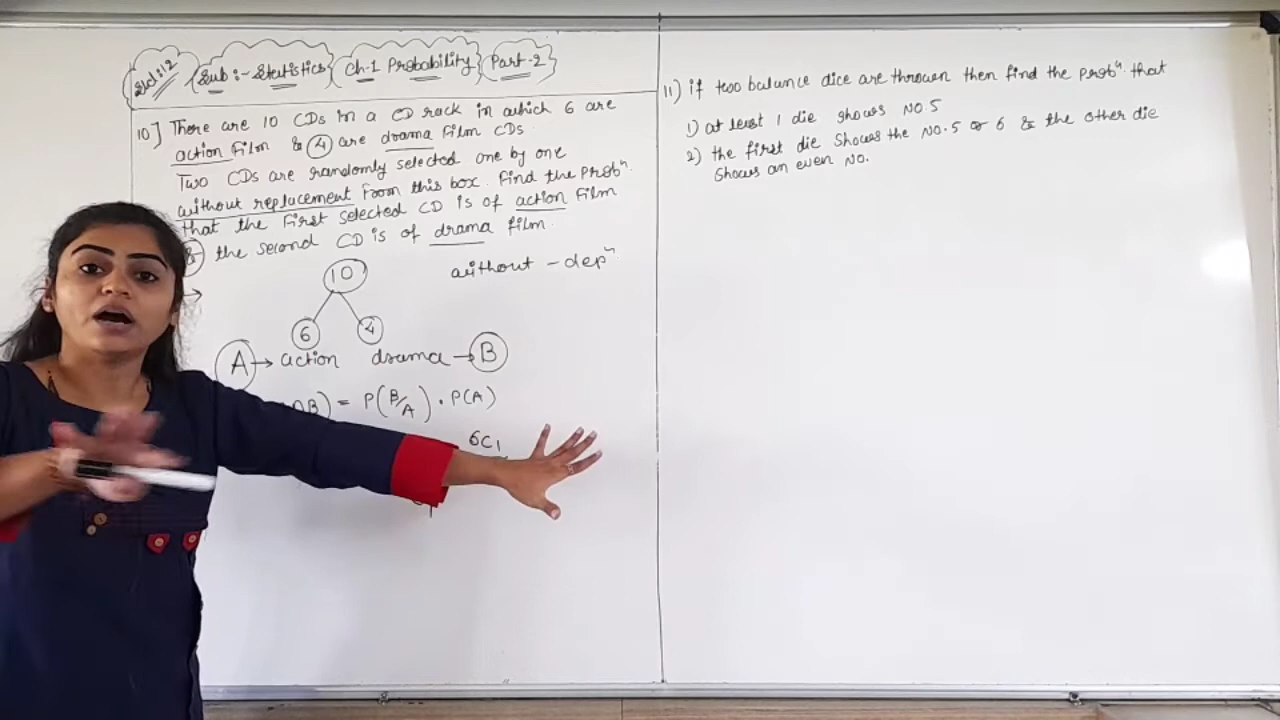 Std:12 Sub:-Statistics Ch-1 Probability Part-2
10] There are 10 CDs in a CD rack in which 6 are
action Film & 4 are drama Film CDs.
Two CDs are randomly selected one by one
without replacement From this box. Find the Probⁿ.
that the First selected CD is of action Film
& the second CD is of drama film.
→
10
without - depⁿ
6 4
A → action drama → B
∩B) = P(B/A) . P(A)
6C₁
11) if two balance dice are thrown then find the probⁿ. that
1) at least 1 die shows NO 5
2) the first die shows the NO.5 or 6 & the other die
shows an even NO.